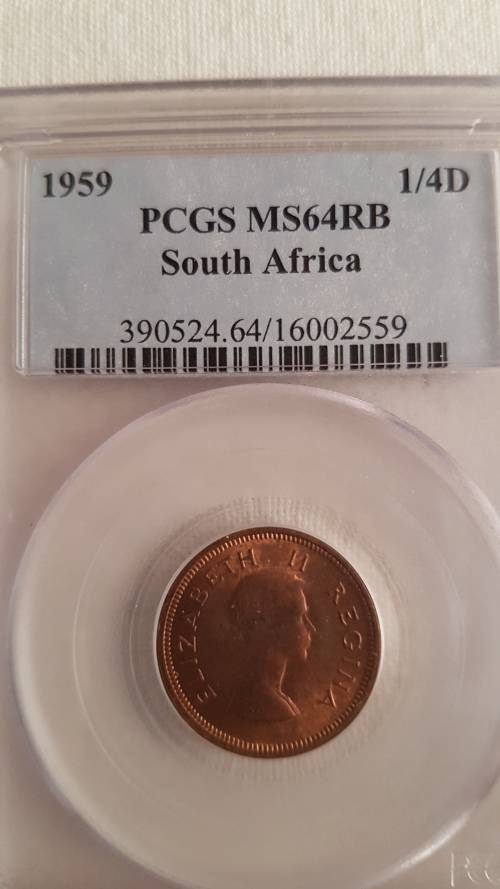 1959 1/4D
PCGS MS64RB
South Africa
390524.64/16002559
ELIZABETH II REGINA